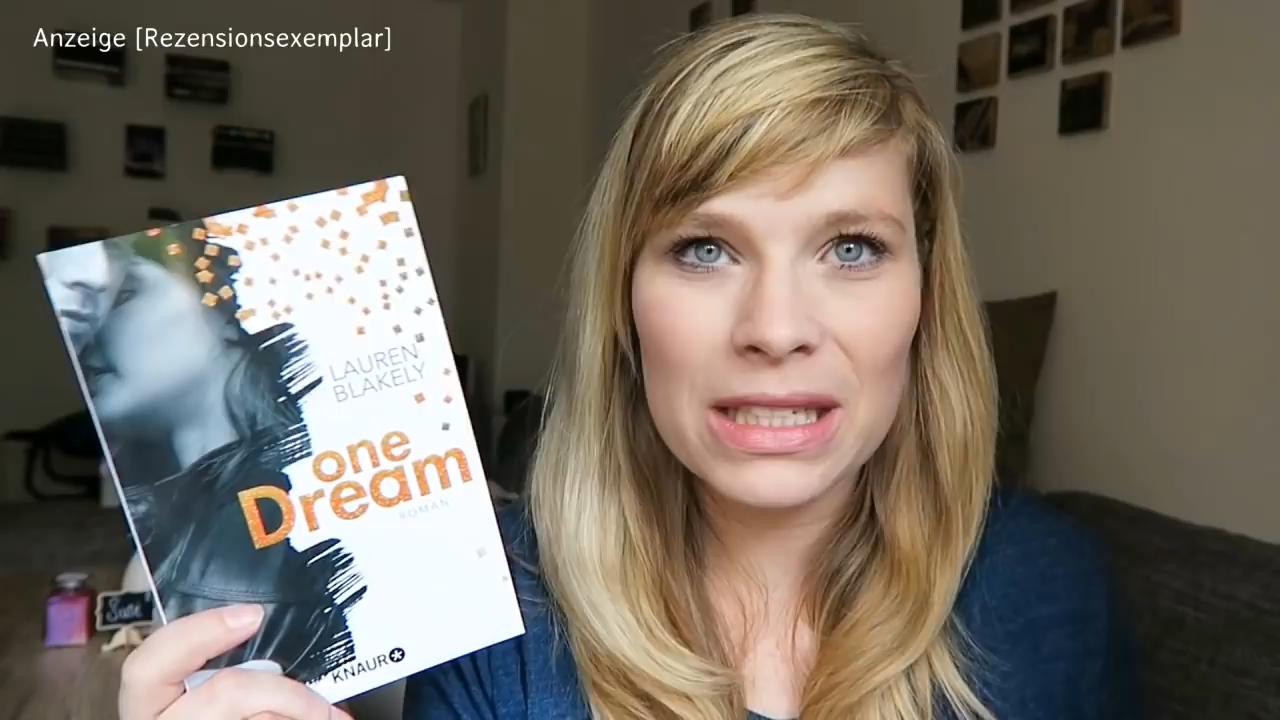 Anzeige [Rezensionsexemplar]
LAUREN
BLAKELY
one
Dream
ROMAN
KNAUR